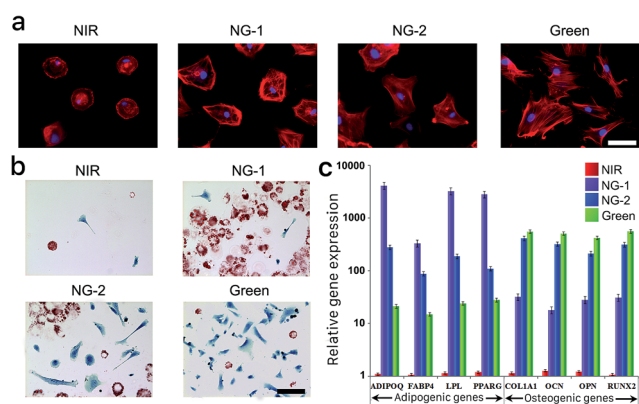 a
NIR
NG-1
NG-2
Green
b
NIR
NG-1
NG-2
Green
c
Relative gene expression
10000
1000
100
10
1
NIR
NG-1
NG-2
Green
ADIPOQ FABP4 LPL PPARG COL1A1 OCN OPN RUNX2
Adipogenic genes Osteogenic genes